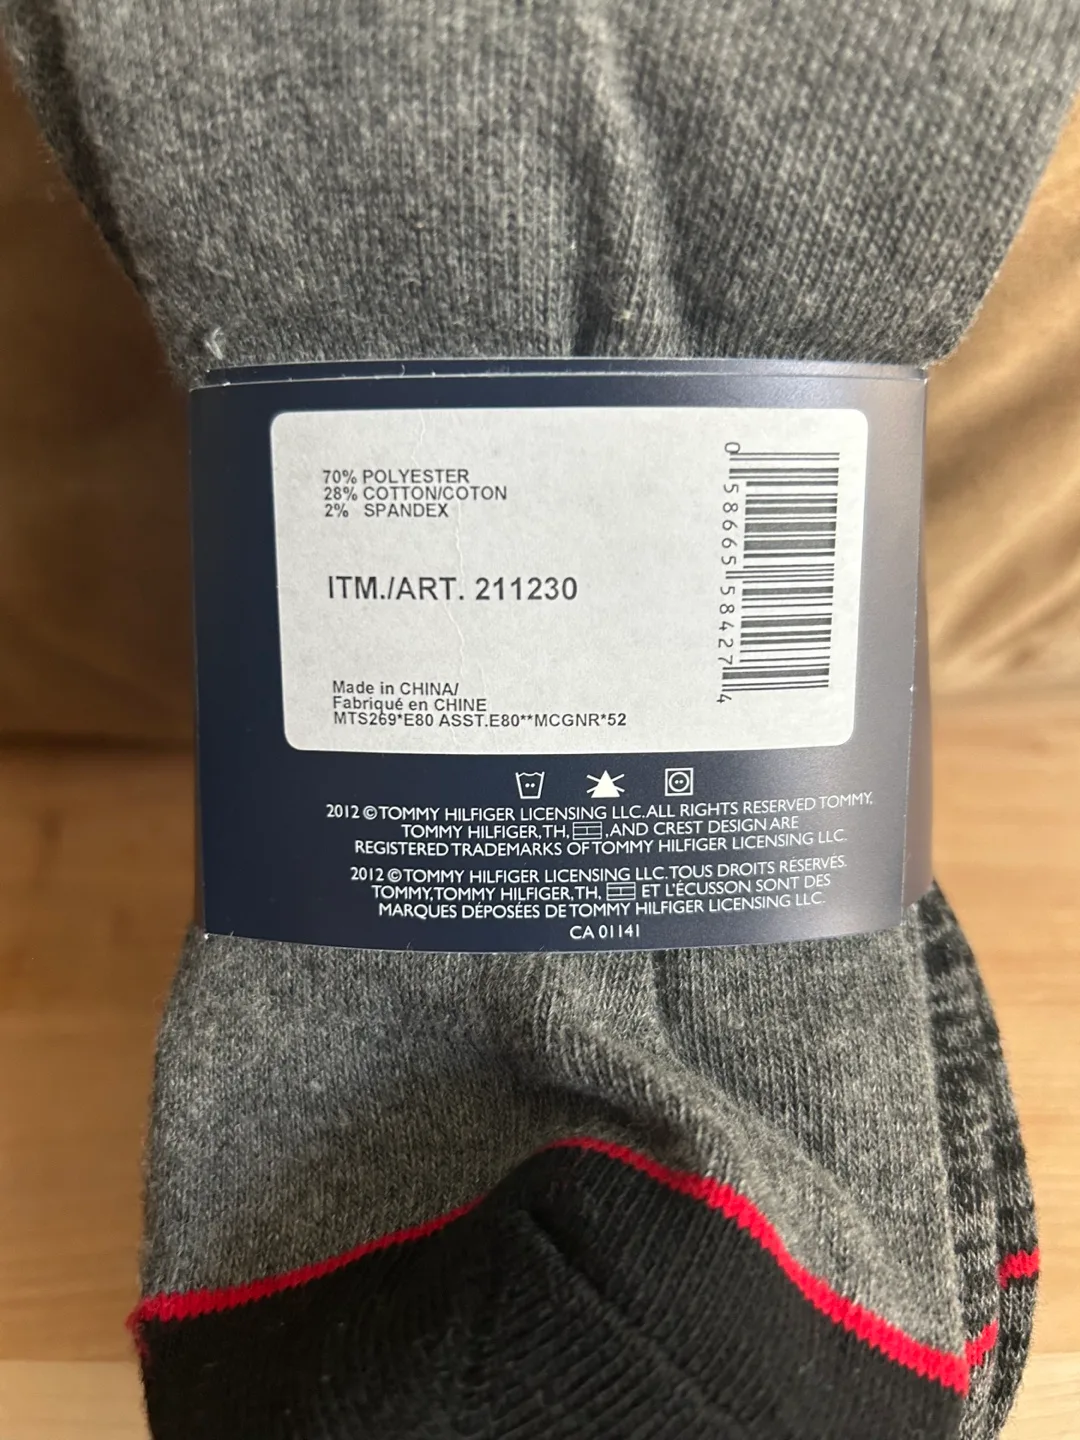 70% POLYESTER
28% COTTON/COTON
2% SPANDEX
ITM./ART. 211230
Made in CHINA/
Fabriqué en CHINE
MTS269*E80 ASST.E80**MCGNR*52
0 58665 58427 4
2012 ©TOMMY HILFIGER LICENSING LLC. ALL RIGHTS RESERVED TOMMY,
TOMMY HILFIGER, TH, , AND CREST DESIGN ARE
REGISTERED TRADEMARKS OF TOMMY HILFIGER LICENSING LLC.
2012 ©TOMMY HILFIGER LICENSING LLC. TOUS DROITS RÉSERVÉS.
TOMMY, TOMMY HILFIGER, TH, ET L'ÉCUSSON SONT DES
MARQUES DÉPOSÉES DE TOMMY HILFIGER LICENSING LLC.
CA 01141